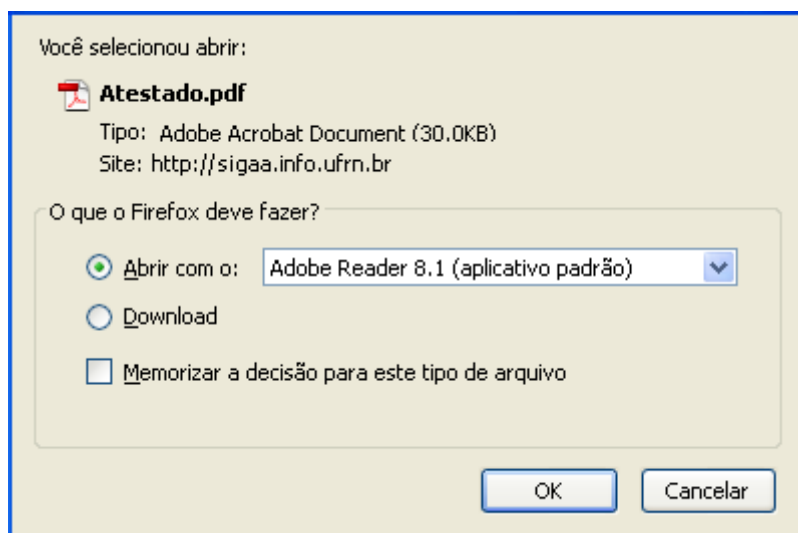 Você selecionou abrir:
Atestado.pdf
Tipo: Adobe Acrobat Document (30.0KB)
Site: http://sigaa.info.ufrn.br
O que o Firefox deve fazer?
Abrir com o: Adobe Reader 8.1 (aplicativo padrão)
Download
Memorizar a decisão para este tipo de arquivo
OK Cancelar